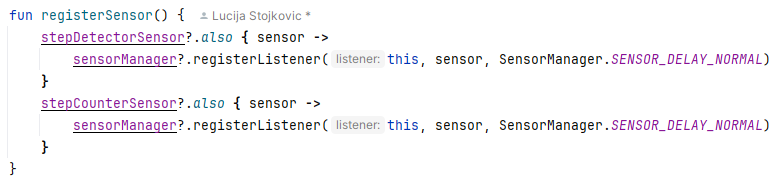 fun registerSensor() { Lucija Stojkovic *
    stepDetectorSensor?.also { sensor ->
        sensorManager?.registerListener( listener: this, sensor, SensorManager.SENSOR_DELAY_NORMAL)
    }
    stepCounterSensor?.also { sensor ->
        sensorManager?.registerListener( listener: this, sensor, SensorManager.SENSOR_DELAY_NORMAL)
    }
}